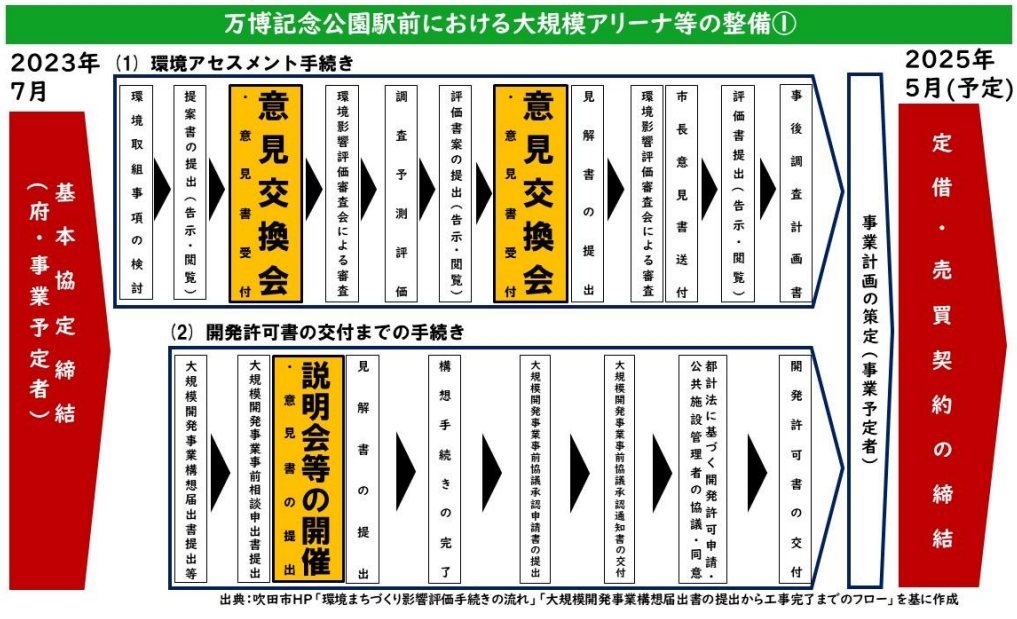 万博記念公園駅前における大規模アリーナ等の整備①
2023年
7月
基本協定締結
（府・事業予定者）
（1）環境アセスメント手続き
環境取組事項の検討
提案書の提出（告示・閲覧）
意見交換会
・意見書受付
環境影響評価審査会による審査
調査予測評価
評価書案の提出（告示・閲覧）
意見交換会
・意見書受付
見解書の提出
環境影響評価審査会による審査
市長意見書送付
評価書提出（告示・閲覧）
事後調査計画書
（2）開発許可書の交付までの手続き
大規模開発事業構想届出書提出等
大規模開発事業事前相談申出書提出
説明会等の開催
・意見書の提出
見解書の提出
構想手続きの完了
大規模開発事業事前協議承認申請書の提出
大規模開発事業事前協議承認通知書の交付
都計法に基づく開発許可申請・
公共施設管理者の協議・同意
開発許可書の交付
事業計画の策定（事業予定者）
2025年
5月(予定)
定借・売買契約の締結
出典：吹田市HP「環境まちづくり影響評価手続きの流れ」「大規模開発事業構想届出書の提出から工事完了までのフロー」を基に作成